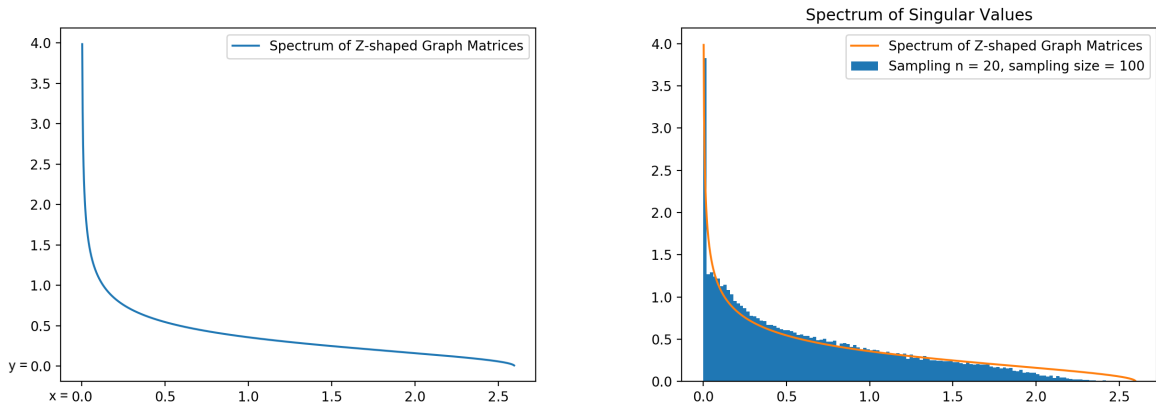 Spectrum of Z-shaped Graph Matrices
4.0
3.5
3.0
2.5
2.0
1.5
1.0
0.5
y = 0.0
x = 0.0 0.5 1.0 1.5 2.0 2.5
Spectrum of Singular Values
Spectrum of Z-shaped Graph Matrices
Sampling n = 20, sampling size = 100
4.0
3.5
3.0
2.5
2.0
1.5
1.0
0.5
0.0
0.0 0.5 1.0 1.5 2.0 2.5